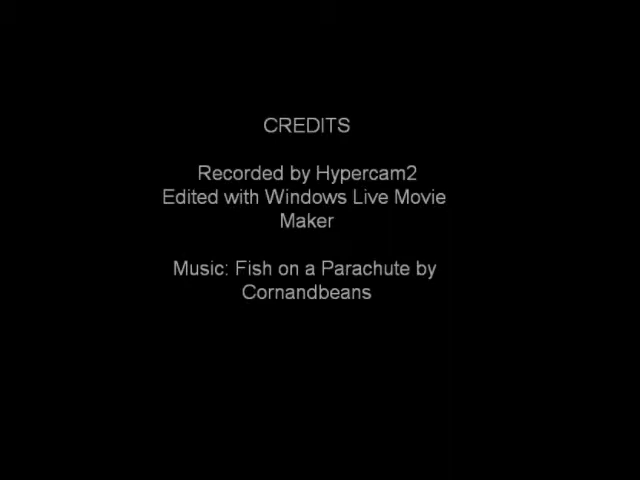 CREDITS
Recorded by Hypercam2
Edited with Windows Live Movie
Maker
Music: Fish on a Parachute by
Cornandbeans